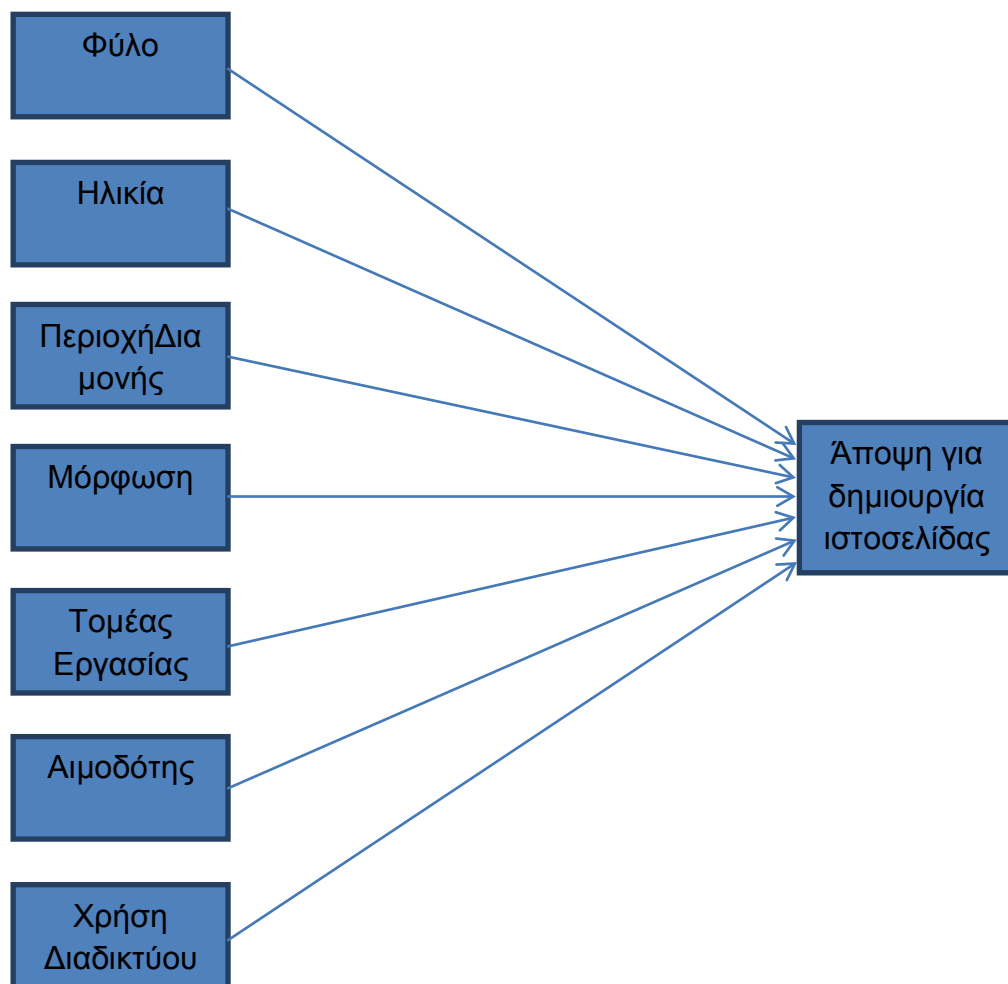 Φύλο
Ηλικία
ΠεριοχήΔια
μονής
Μόρφωση
Τομέας
Εργασίας
Αιμοδότης
Χρήση
Διαδικτύου
Άποψη για
δημιουργία
ιστοσελίδας